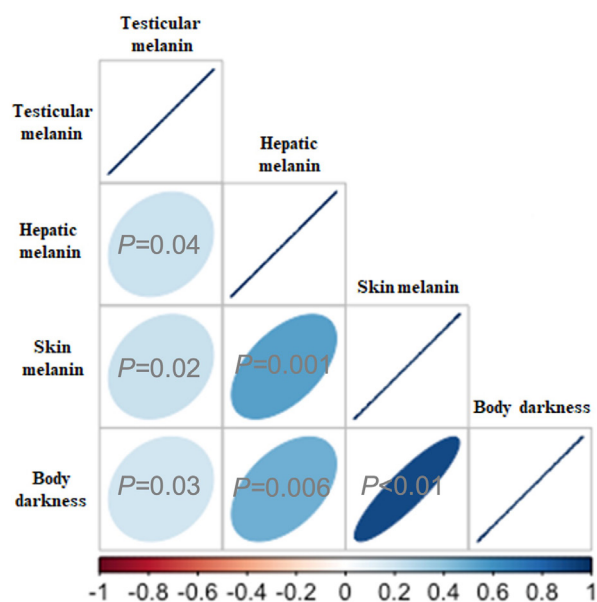 Testicular
melanin
Testicular
melanin
Hepatic
melanin
Hepatic
melanin
P=0.04
Skin melanin
Skin
melanin
P=0.02 P=0.001
Body darkness
Body
darkness
P=0.03 P=0.006 P<0.01
-1 -0.8 -0.6 -0.4 -0.2 0 0.2 0.4 0.6 0.8 1